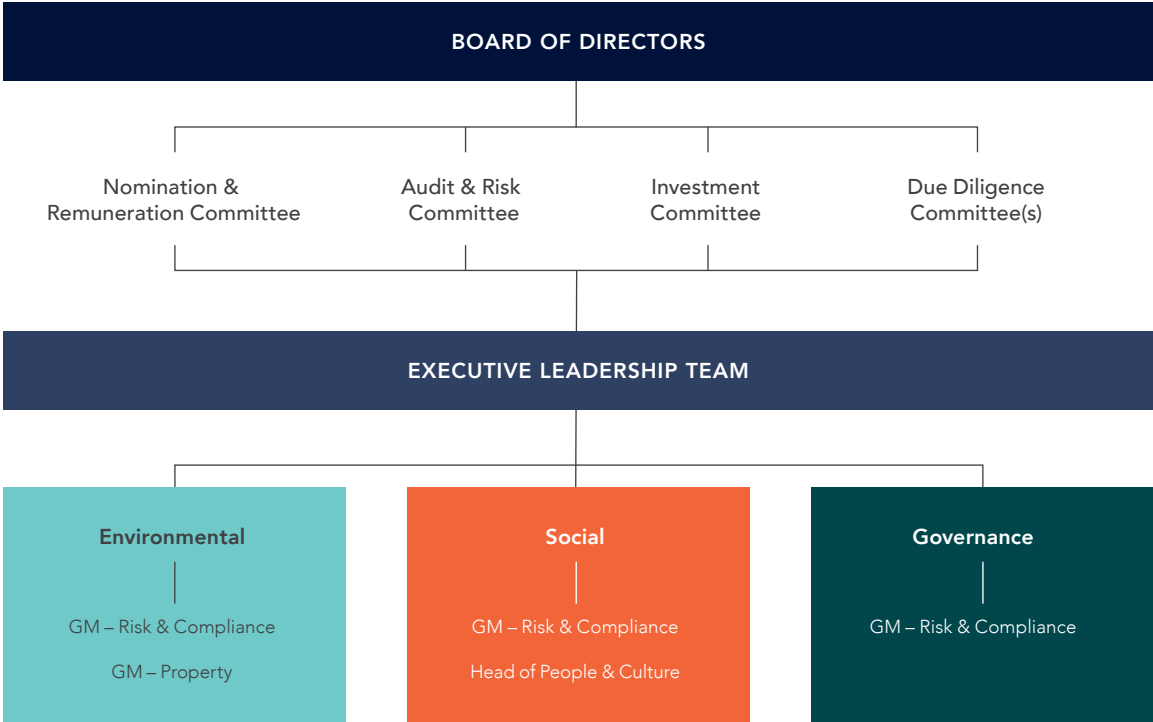 BOARD OF DIRECTORS
Nomination &
Remuneration Committee
Audit & Risk
Committee
Investment
Committee
Due Diligence
Committee(s)
EXECUTIVE LEADERSHIP TEAM
Environmental
GM – Risk & Compliance
GM – Property
Social
GM – Risk & Compliance
Head of People & Culture
Governance
GM – Risk & Compliance